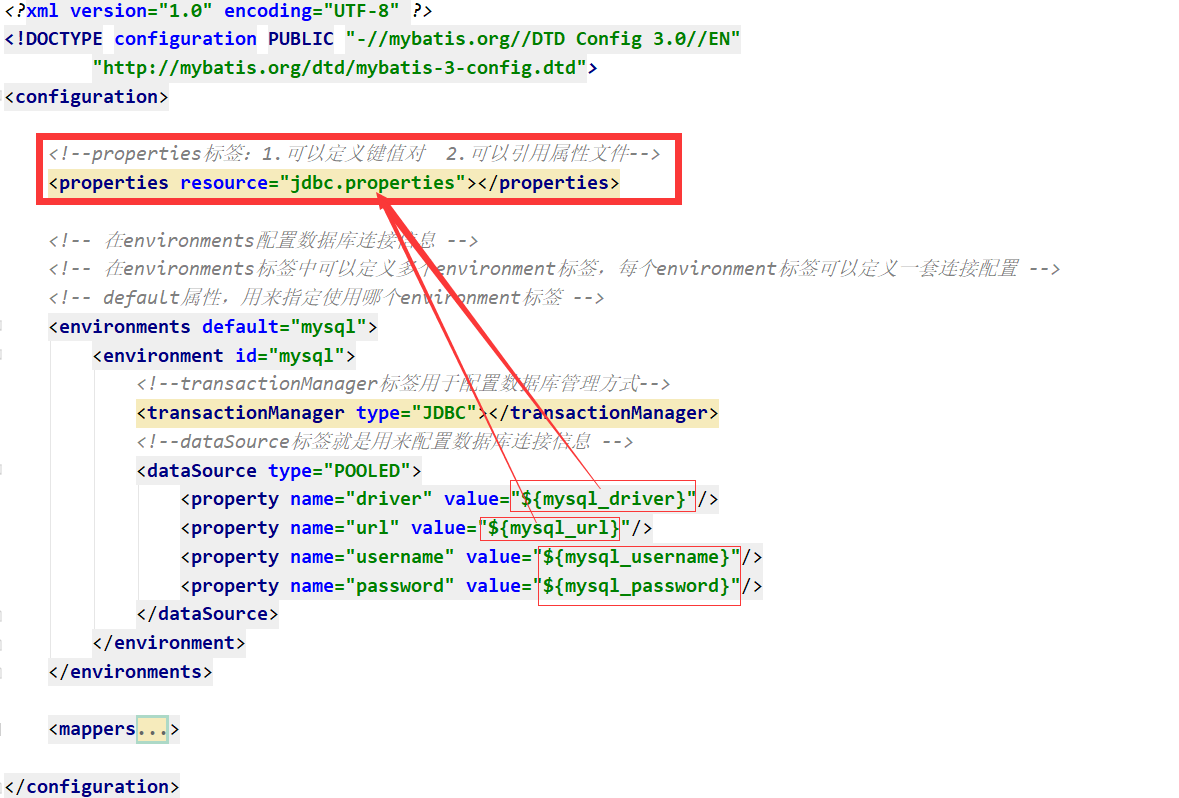 <?xml version="1.0" encoding="UTF-8" ?>
<!DOCTYPE configuration PUBLIC "-//mybatis.org//DTD Config 3.0//EN"
"http://mybatis.org/dtd/mybatis-3-config.dtd">
<configuration>
<!--properties标签：1.可以定义键值对  2.可以引用属性文件-->
<properties resource="jdbc.properties"></properties>
<!-- 在environments配置数据库连接信息 -->
<!-- 在environments标签中可以定义多个environment标签，每个environment标签可以定义一套连接配置 -->
<!-- default属性，用来指定使用哪个environment标签 -->
<environments default="mysql">
<environment id="mysql">
<!--transactionManager标签用于配置数据库管理方式-->
<transactionManager type="JDBC"></transactionManager>
<!--dataSource标签就是用来配置数据库连接信息 -->
<dataSource type="POOLED">
<property name="driver" value="${mysql_driver}"/>
<property name="url" value="${mysql_url}"/>
<property name="username" value="${mysql_username}"/>
<property name="password" value="${mysql_password}"/>
</dataSource>
</environment>
</environments>
<mappers...>
</configuration>